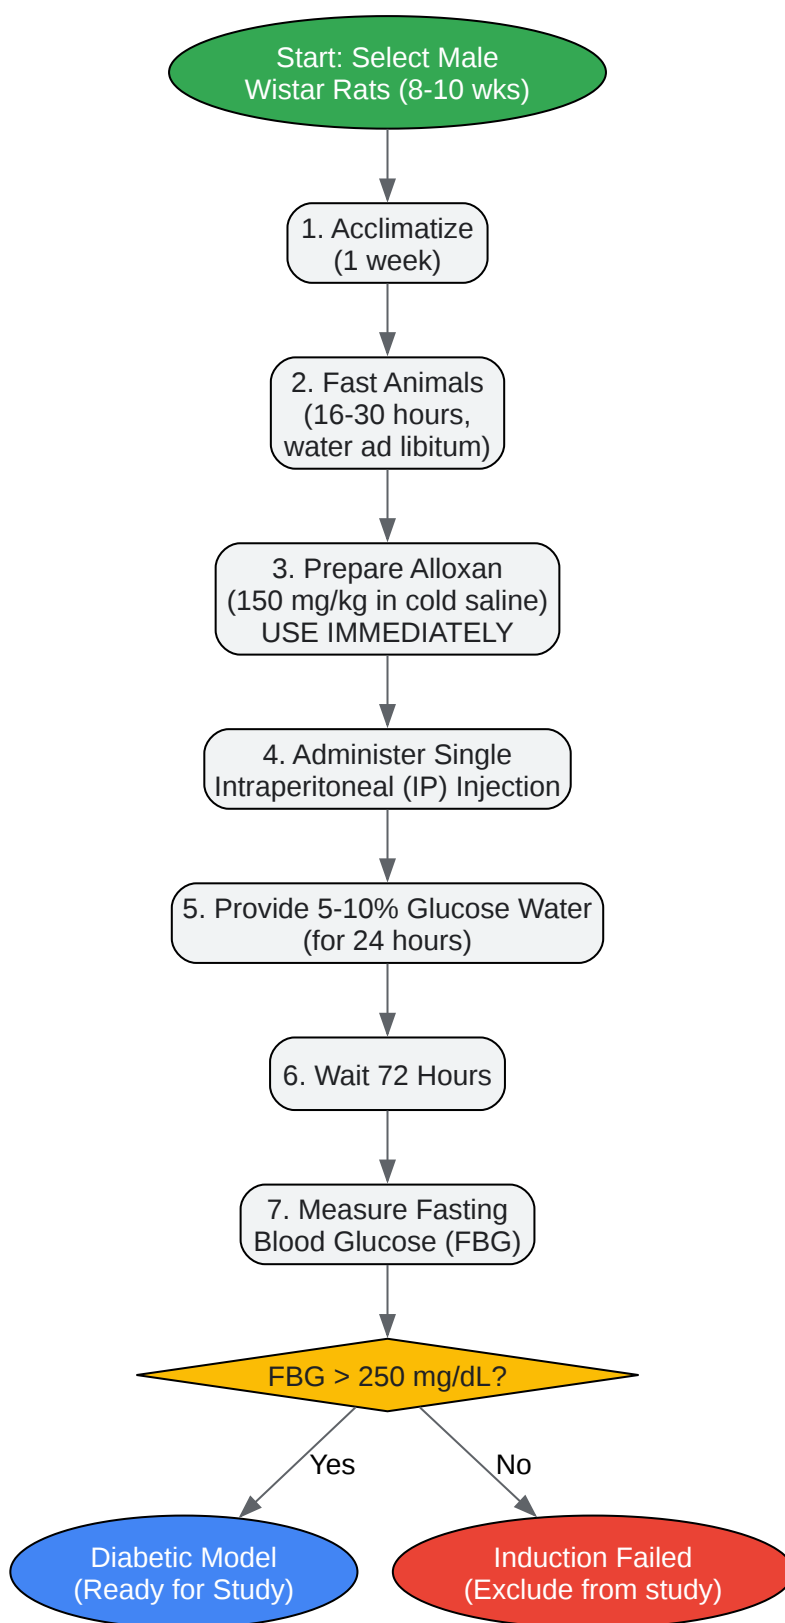 Start: Select Male
Wistar Rats (8-10 wks)
1. Acclimatize
(1 week)
2. Fast Animals
(16-30 hours,
water ad libitum)
3. Prepare Alloxan
(150 mg/kg in cold saline)
USE IMMEDIATELY
4. Administer Single
Intraperitoneal (IP) Injection
5. Provide 5-10% Glucose Water
(for 24 hours)
6. Wait 72 Hours
7. Measure Fasting
Blood Glucose (FBG)
FBG > 250 mg/dL?
Yes
No
Diabetic Model
(Ready for Study)
Induction Failed
(Exclude from study)